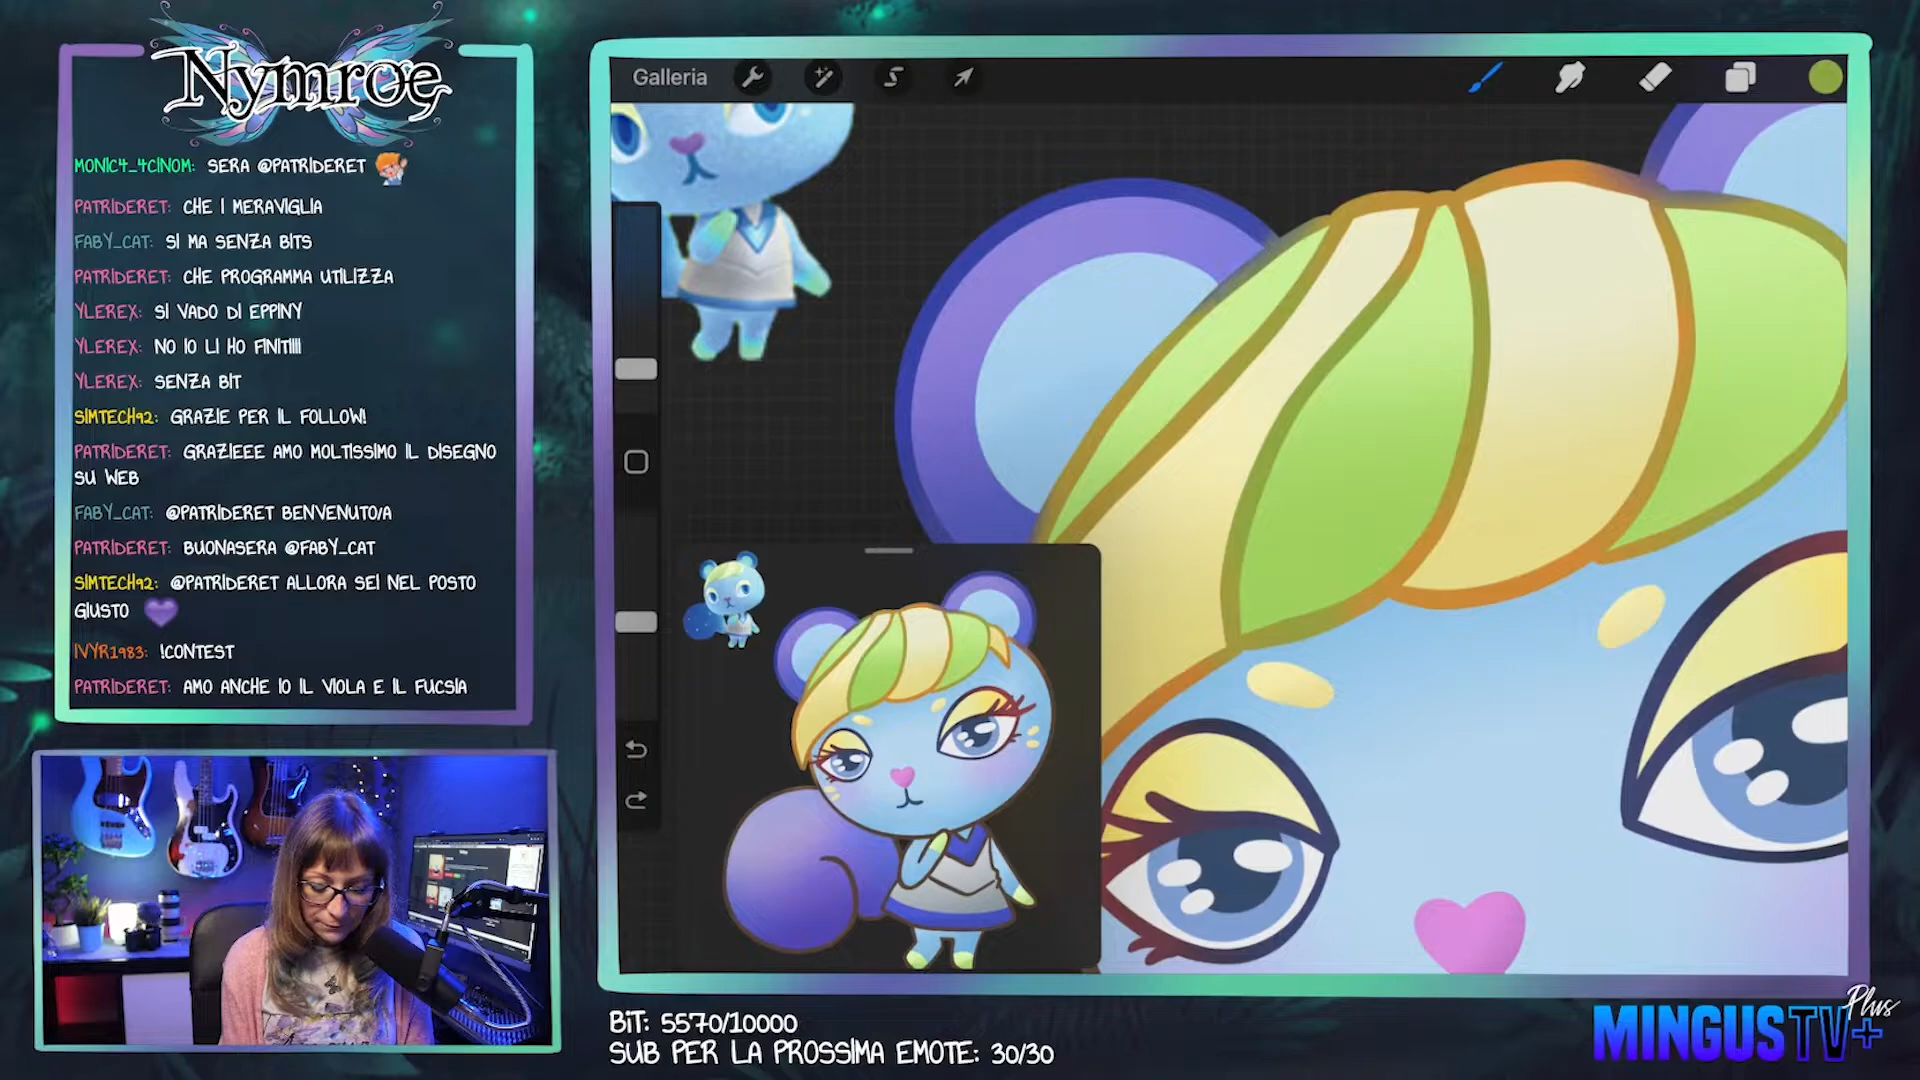 Nymroe
MONIC4_4CINOM: SERA @PATRIDERET
PATRIDERET: CHE I MERAVIGLIA
FABY_CAT: SI MA SENZA BITS
PATRIDERET: CHE PROGRAMMA UTILIZZA
YLEREX: SI VADO DI EPPINY
YLEREX: NO IO LI HO FINITI!!!
YLEREX: SENZA BIT
SIMTECH92: GRAZIE PER IL FOLLOW!
PATRIDERET: GRAZIEEE AMO MOLTISSIMO IL DISEGNO
SU WEB
FABY_CAT: @PATRIDERET BENVENUTO/A
PATRIDERET: BUONASERA @FABY_CAT
SIMTECH92: @PATRIDERET ALLORA SEI NEL POSTO
GIUSTO
IVYR1983: !CONTEST
PATRIDERET: AMO ANCHE IO IL VIOLA E IL FUCSIA
Galleria
BIT: 5570/10000
SUB PER LA PROSSIMA EMOTE: 30/30
MINGUSTV+ Plus